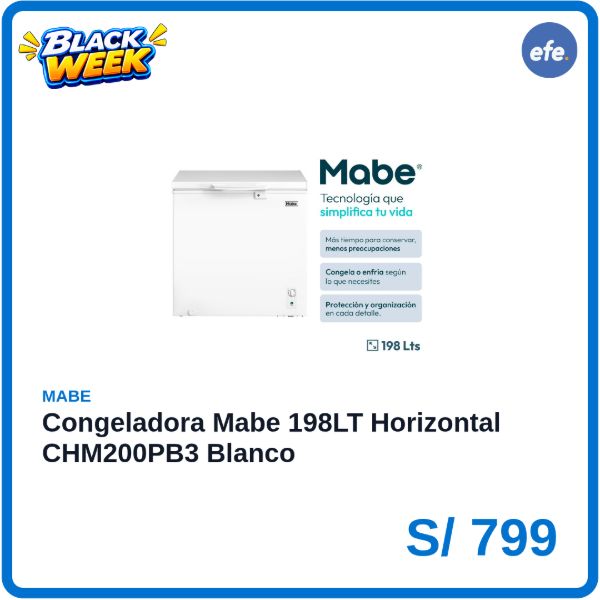 BLACK
WEEK
efe.
Mabe®
Tecnología que
simplifica tu vida
Mabe
Más tiempo para conservar,
menos preocupaciones
Congela o enfría según
lo que necesites
Protección y organización
en cada detalle.
198 Lts
MABE
Congeladora Mabe 198LT Horizontal
CHM200PB3 Blanco
S/ 799